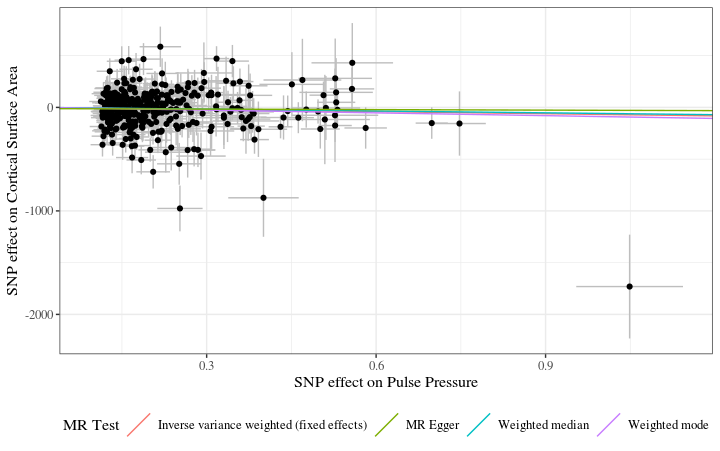 SNP effect on Cortical Surface Area
0
-1000
-2000
0.3
0.6
0.9
SNP effect on Pulse Pressure
MR Test
Inverse variance weighted (fixed effects)
MR Egger
Weighted median
Weighted mode